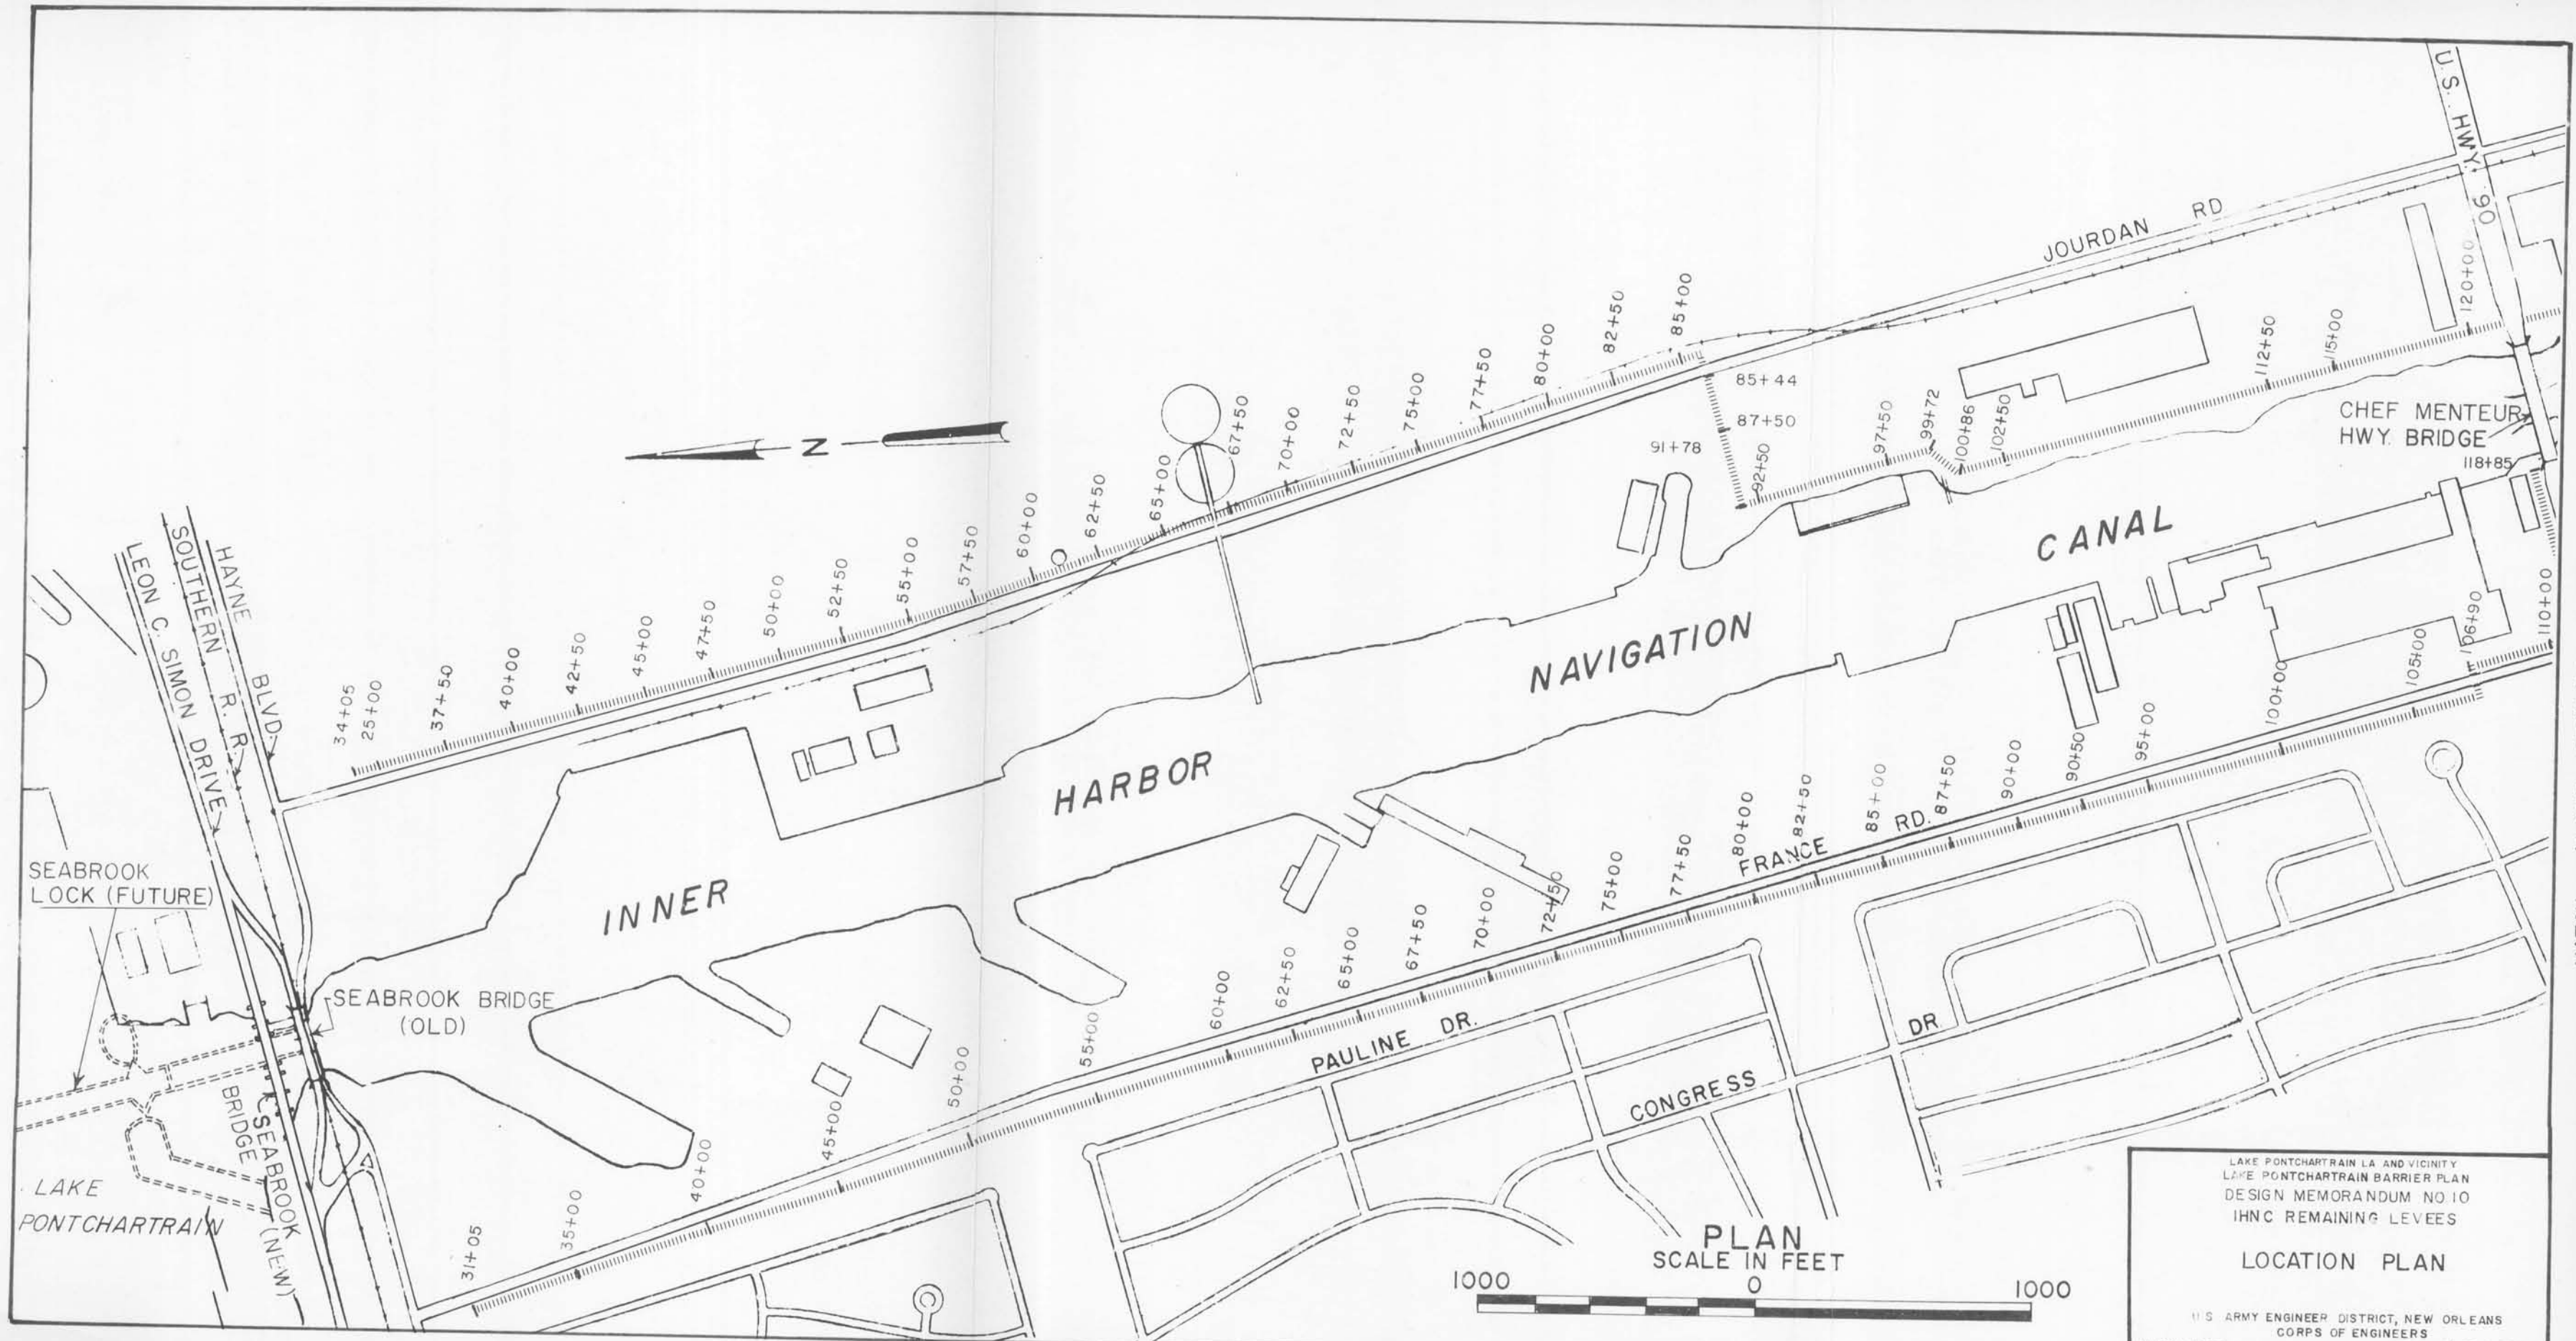 U.S. HWY. 90
JOURDAN RD
CHEF MENTEUR
HWY. BRIDGE
118+85
120+00
115+00
112+50
102+50
100+86
99+72
97+50
92+50
91+78
87+50
85+44
85+00
82+50
80+00
77+50
75+00
72+50
70+00
67+50
65+00
62+50
60+00
57+50
55+00
52+50
50+00
47+50
45+00
42+50
40+00
37+50
25+00
34+05
N
HAYNE BLVD.
SOUTHERN R. R.
LEON C. SIMON DRIVE
SEABROOK
LOCK (FUTURE)
SEABROOK BRIDGE
(OLD)
SEABROOK
BRIDGE (NEW)
LAKE
PONTCHARTRAIN
INNER
HARBOR
NAVIGATION
CANAL
31+05
35+00
40+00
45+00
50+00
55+00
60+00
62+50
65+00
67+50
70+00
72+50
75+00
77+50
80+00
82+50
85+00
87+50
90+00
90+50
95+00
100+00
105+00
106+90
110+00
FRANCE RD.
PAULINE DR.
CONGRESS DR.
PLAN
SCALE IN FEET
1000 0 1000
LAKE PONTCHARTRAIN LA AND VICINITY
LAKE PONTCHARTRAIN BARRIER PLAN
DESIGN MEMORANDUM NO. 10
IHNC REMAINING LEVEES
LOCATION PLAN
U.S. ARMY ENGINEER DISTRICT, NEW ORLEANS
CORPS OF ENGINEERS